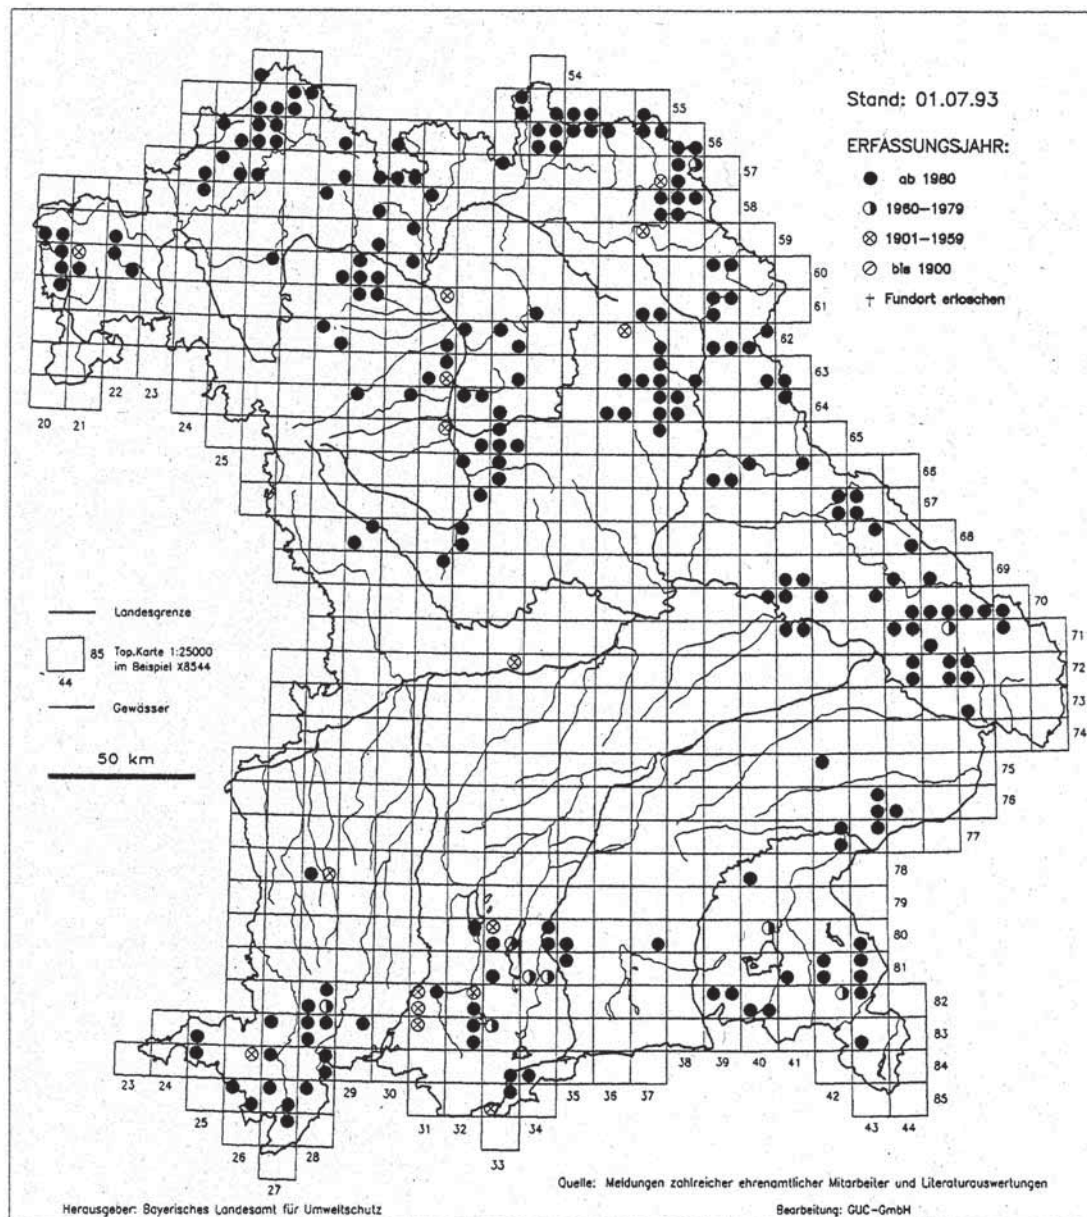 Stand: 01.07.93
ERFASSUNGSJAHR:
ab 1980
1960–1979
1901–1959
bis 1900
† Fundort erloschen
54
55
56
57
58
59
60
61
62
63
64
65
66
67
68
69
70
71
72
73
74
75
76
77
78
79
80
81
82
83
84
85
20 21 22 23 24 25
Landesgrenze
85 Top.Karte 1:25000
im Beispiel X8544
44
Gewässer
50 km
23 24 25 26 27 28 29 30 31 32 33 34 35 36 37 38 39 40 41 42 43 44
Quelle: Meldungen zahlreicher ehrenamtlicher Mitarbeiter und Literaturauswertungen
Herausgeber: Bayerisches Landesamt für Umweltschutz
Bearbeitung: GUC-GmbH